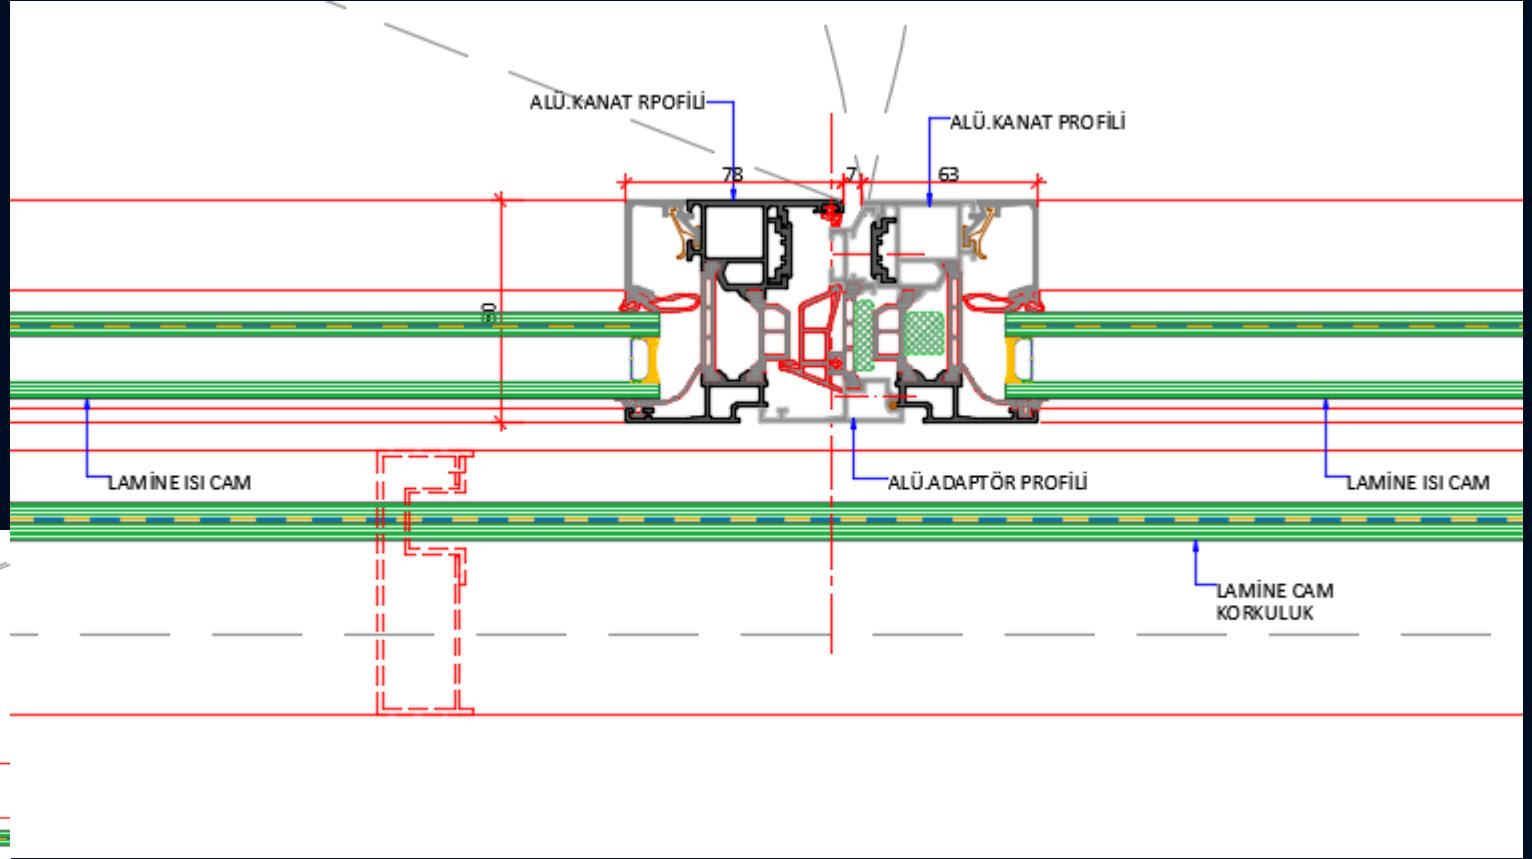 ALÜ.KANAT RPOFİLİ
ALÜ.KANAT PROFİLİ
78 7 63
80
LAMİNE ISI CAM
ALÜ.ADAPTÖR PROFİLİ
LAMİNE ISI CAM
LAMİNE CAM
KORKULUK